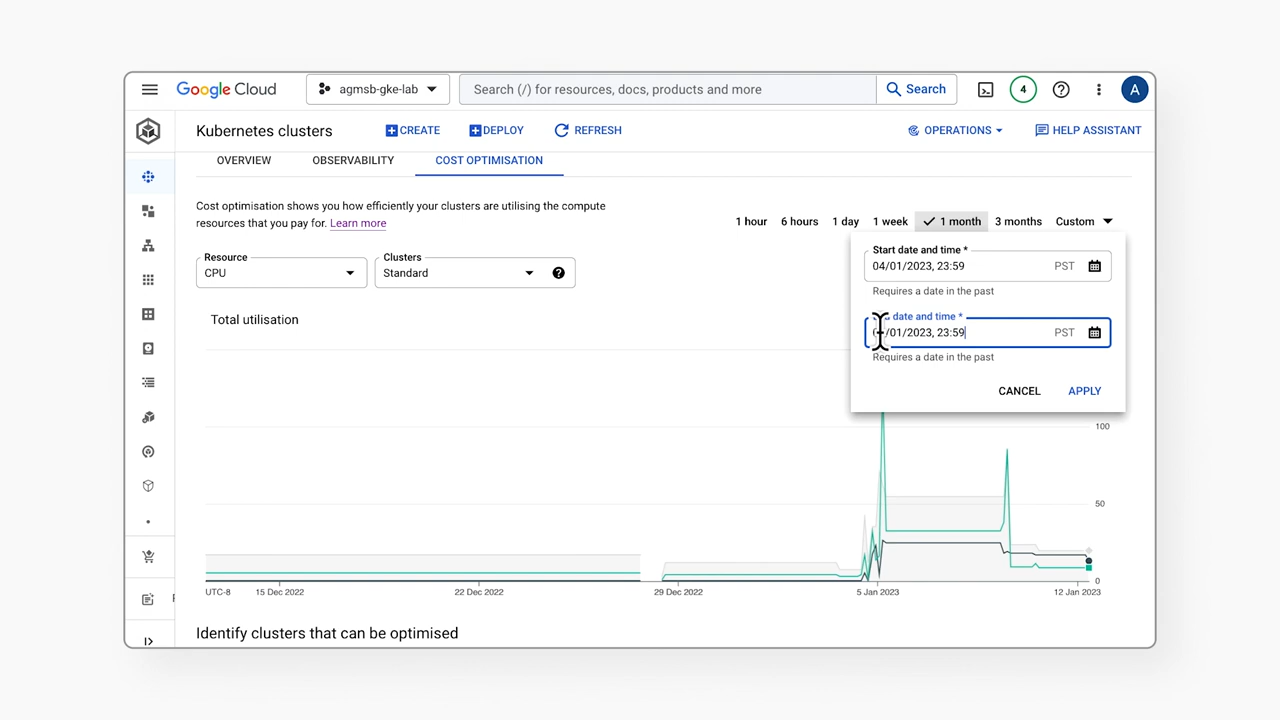 Google Cloud
agmsb-gke-lab
Search (/) for resources, docs, products and more
Search
4
A
Kubernetes clusters
CREATE
DEPLOY
REFRESH
OPERATIONS
HELP ASSISTANT
OVERVIEW
OBSERVABILITY
COST OPTIMISATION
Cost optimisation shows you how efficiently your clusters are utilising the compute
resources that you pay for. Learn more
1 hour
6 hours
1 day
1 week
1 month
3 months
Custom
Resource
CPU
Clusters
Standard
Start date and time *
04/01/2023, 23:59
PST
Requires a date in the past
date and time *
/01/2023, 23:59
PST
Requires a date in the past
CANCEL
APPLY
Total utilisation
100
50
0
UTC-8
15 Dec 2022
22 Dec 2022
29 Dec 2022
5 Jan 2023
12 Jan 2023
Identify clusters that can be optimised